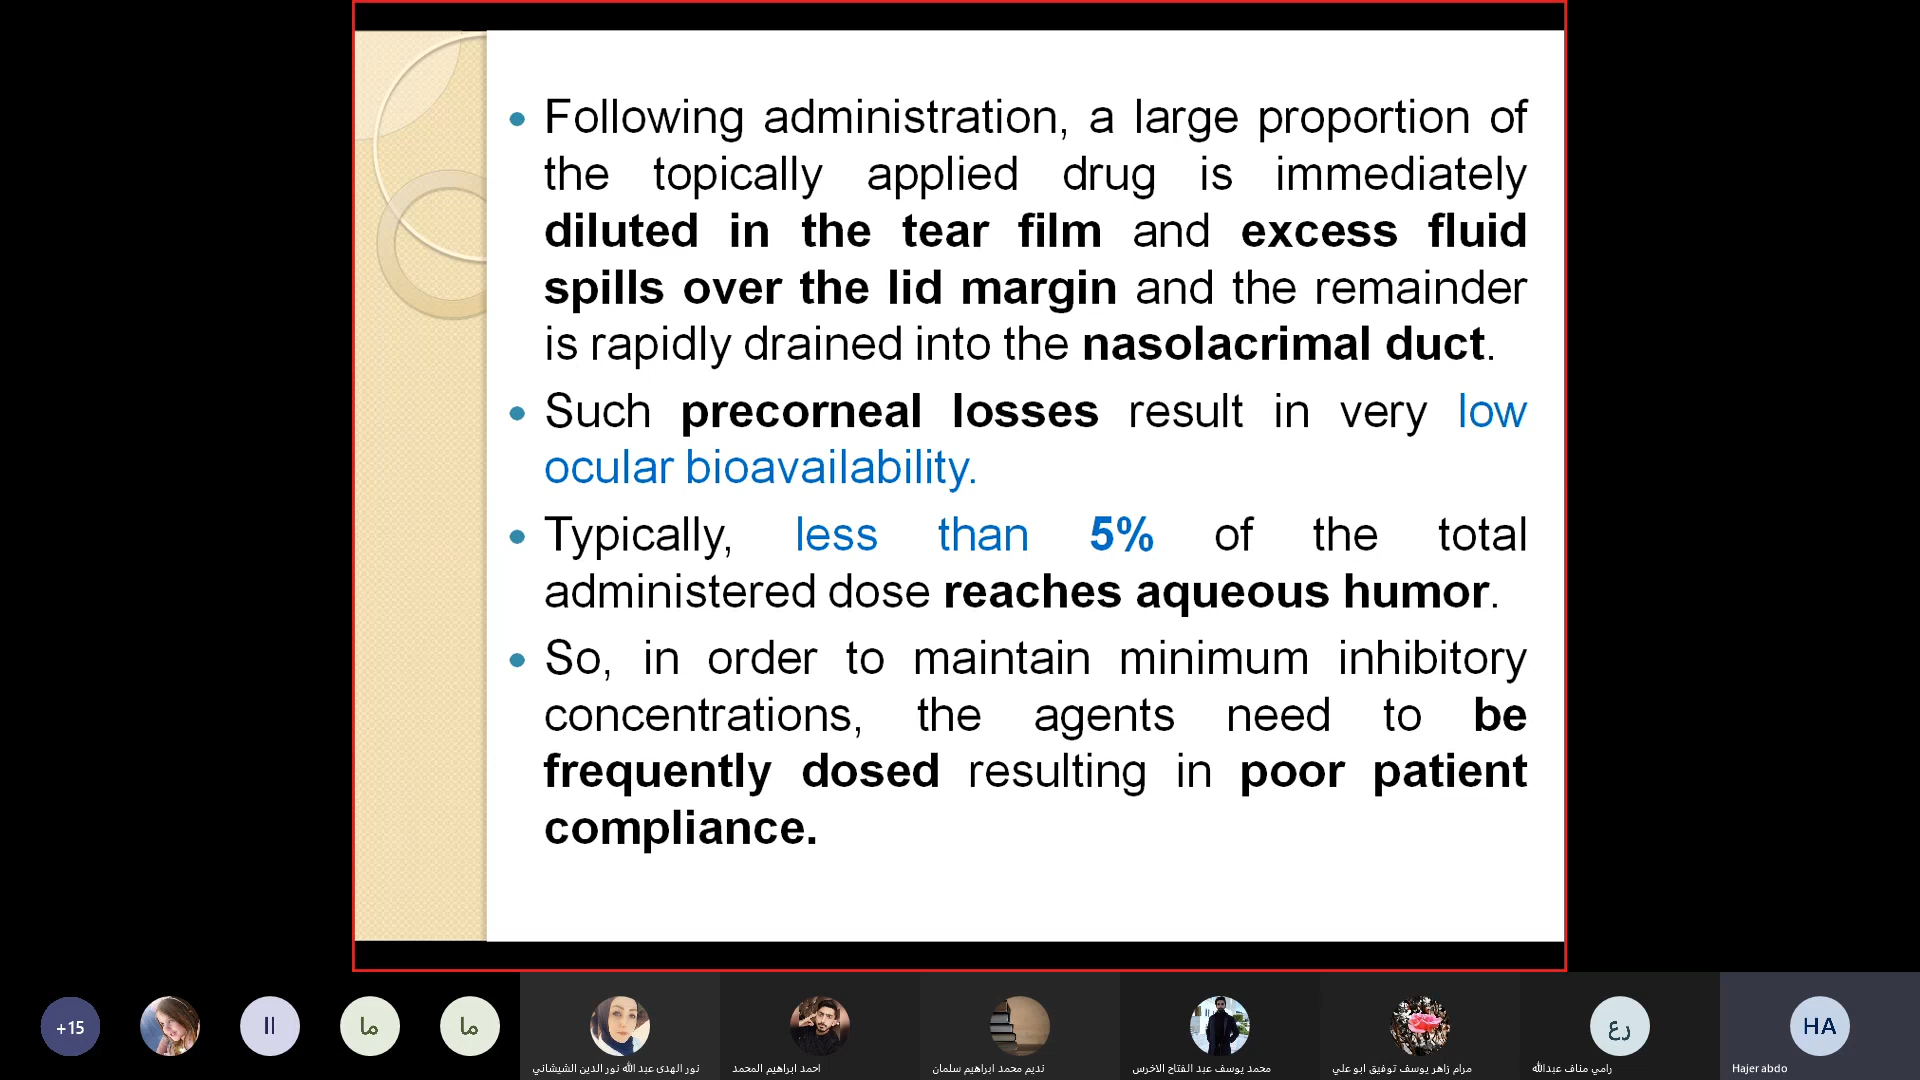 Following administration, a large proportion of
the topically applied drug is immediately
diluted in the tear film and excess fluid
spills over the lid margin and the remainder
is rapidly drained into the nasolacrimal duct.
Such precorneal losses result in very low
ocular bioavailability.
Typically, less than 5% of the total
administered dose reaches aqueous humor.
So, in order to maintain minimum inhibitory
concentrations, the agents need to be
frequently dosed resulting in poor patient
compliance.
+15
اا
ما
ما
رع
HA
نور الهدى عبد الله نور الدين الشيشاني
احمد ابراهيم المحمد
نديم محمد ابراهيم سلمان
محمد يوسف عبد الفتاح الاخرس
مرام زاهر يوسف توفيق ابو علي
رامي مناف عبدالله
Hajer abdo